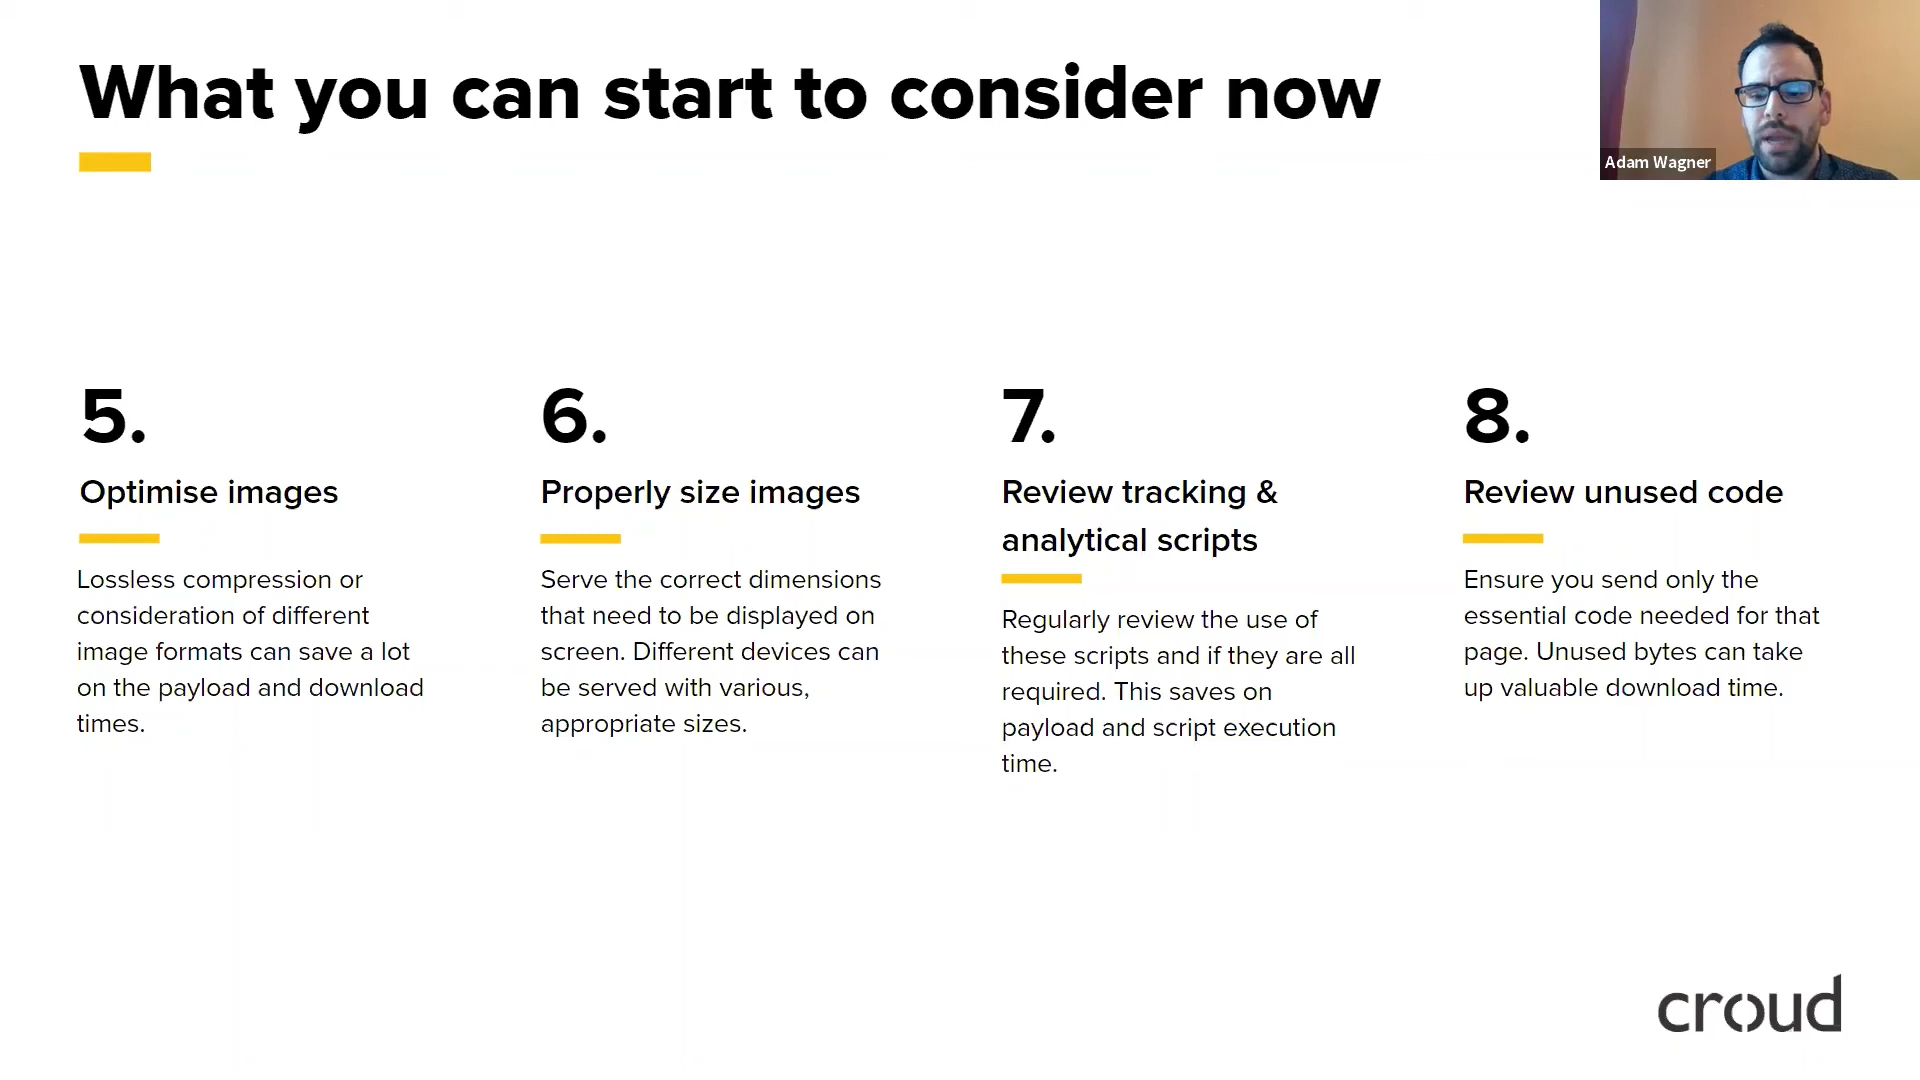 What you can start to consider now
Adam Wagner
5.
Optimise images
Lossless compression or
consideration of different
image formats can save a lot
on the payload and download
times.
6.
Properly size images
Serve the correct dimensions
that need to be displayed on
screen. Different devices can
be served with various,
appropriate sizes.
7.
Review tracking &
analytical scripts
Regularly review the use of
these scripts and if they are all
required. This saves on
payload and script execution
time.
8.
Review unused code
Ensure you send only the
essential code needed for that
page. Unused bytes can take
up valuable download time.
croud